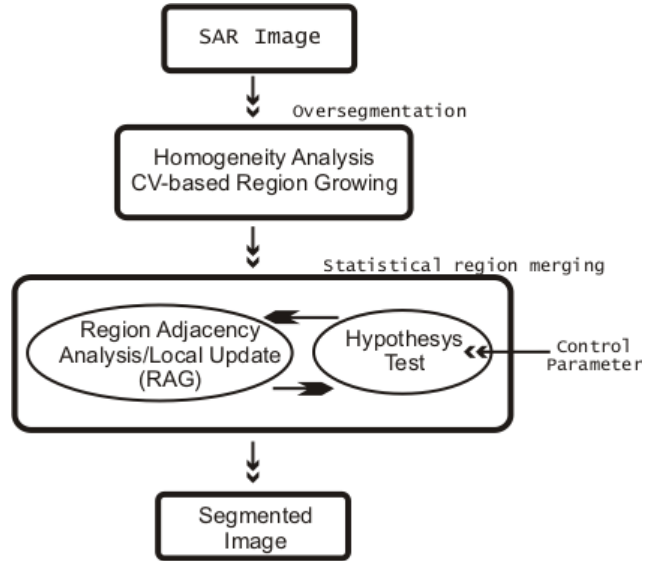 SAR Image
Oversegmentation
Homogeneity Analysis
CV-based Region Growing
Statistical region merging
Region Adjacency
Analysis/Local Update
(RAG)
Hypothesys
Test
Control
Parameter
Segmented
Image